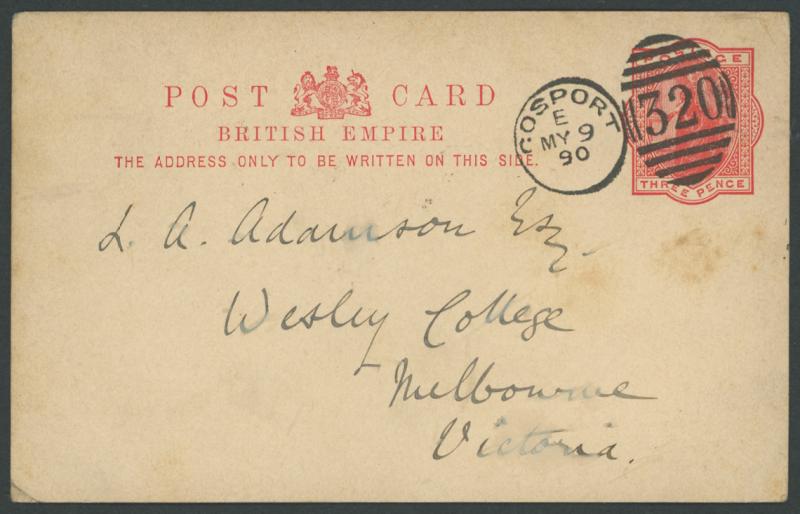 POSTAGE
POST CARD
BRITISH EMPIRE
THE ADDRESS ONLY TO BE WRITTEN ON THIS SIDE.
GOSPORT
E
MY 9
90
320
THREE PENCE
L. A. Adamson Esq.
Wesley College
Melbourne
Victoria.